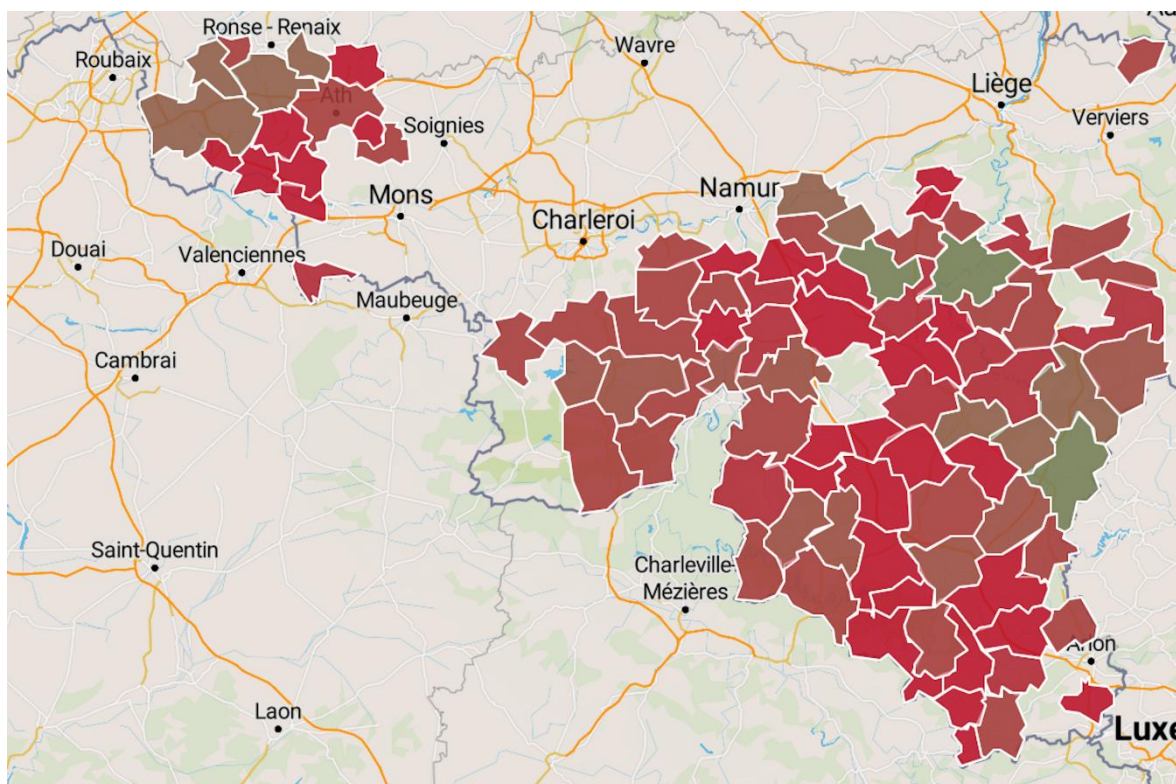 Ronse - Renaix
Roubaix
Wavre
Liège
Ath
Soignies
Verviers
Mons
Namur
Charleroi
Douai
Valenciennes
Maubeuge
Cambrai
Saint-Quentin
Charleville-
Mézières
Arlon
Laon
Luxe